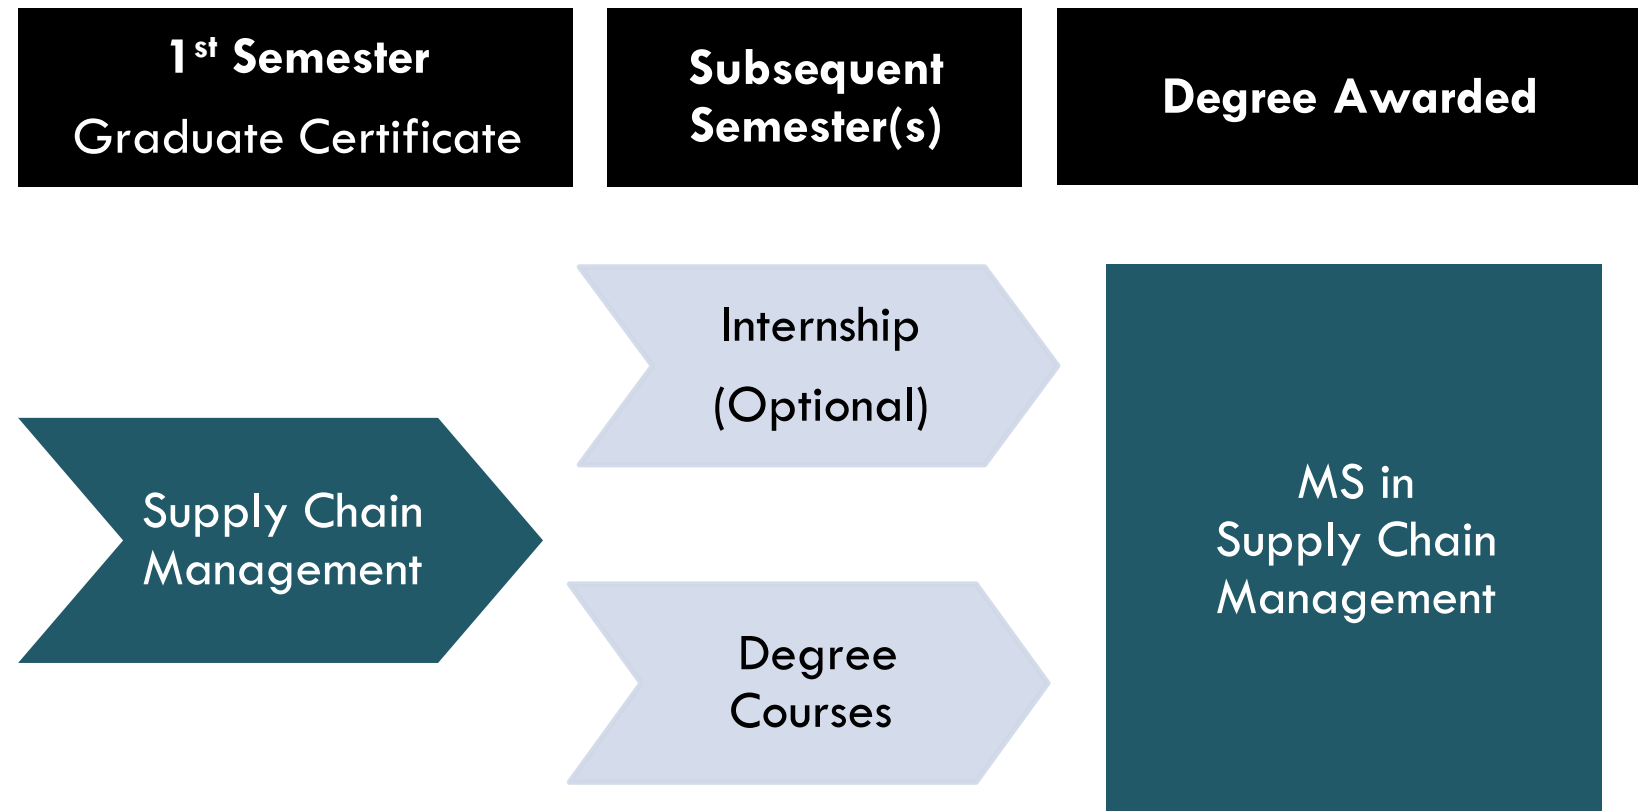 1st Semester
Graduate Certificate
Subsequent
Semester(s)
Degree Awarded
Supply Chain
Management
Internship
(Optional)
Degree
Courses
MS in
Supply Chain
Management